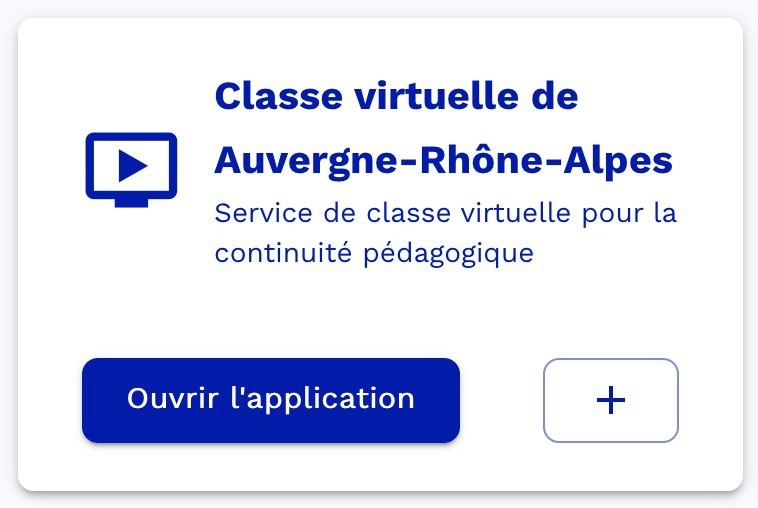 Classe virtuelle de
Auvergne-Rhône-Alpes
Service de classe virtuelle pour la
continuité pédagogique
Ouvrir l'application
+